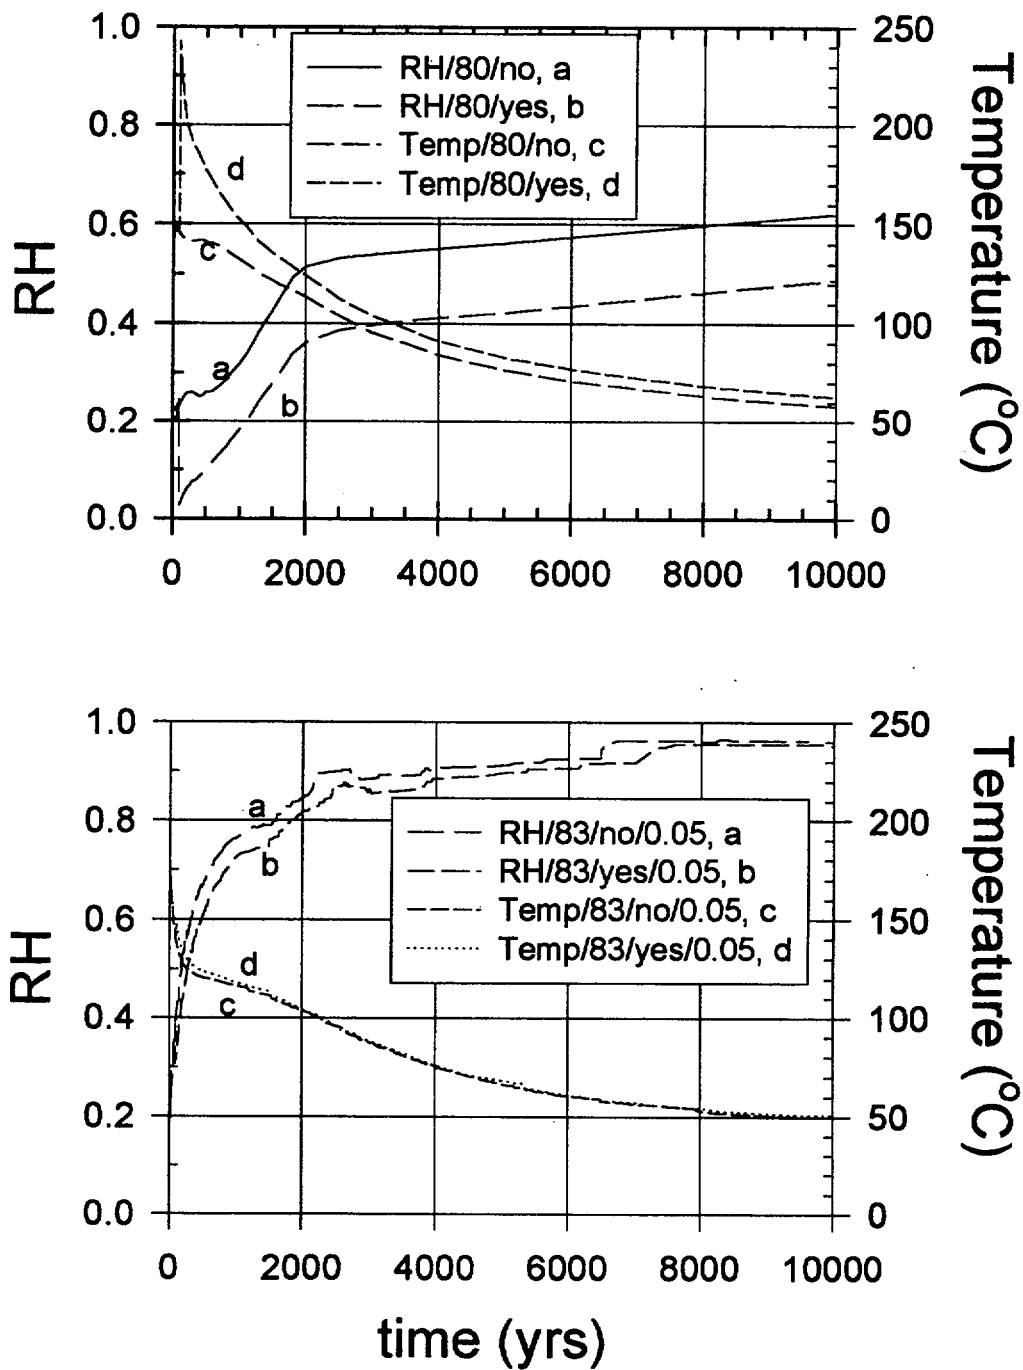 1.0
0.8
0.6
0.4
0.2
0.0
RH
250
200
150
100
50
0
Temperature (°C)
RH/80/no, a
RH/80/yes, b
Temp/80/no, c
Temp/80/yes, d
d
c
a
b
0 2000 4000 6000 8000 10000
1.0
0.8
0.6
0.4
0.2
0.0
RH
250
200
150
100
50
0
Temperature (°C)
RH/83/no/0.05, a
RH/83/yes/0.05, b
Temp/83/no/0.05, c
Temp/83/yes/0.05, d
a
b
d
c
0 2000 4000 6000 8000 10000
time (yrs)